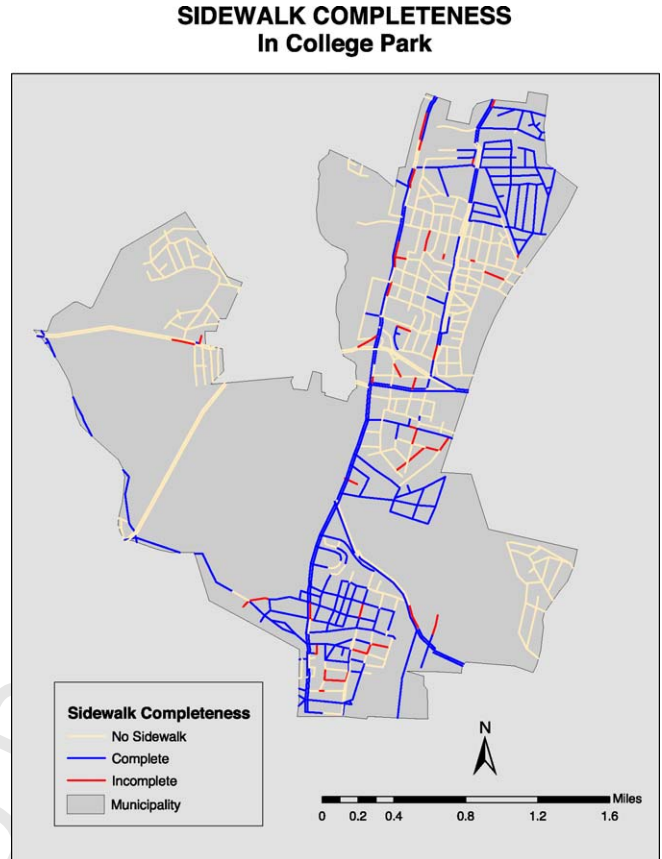 SIDEWALK COMPLETENESS
In College Park
Sidewalk Completeness
No Sidewalk
Complete
Incomplete
Municipality
N
Miles
0 0.2 0.4 0.8 1.2 1.6